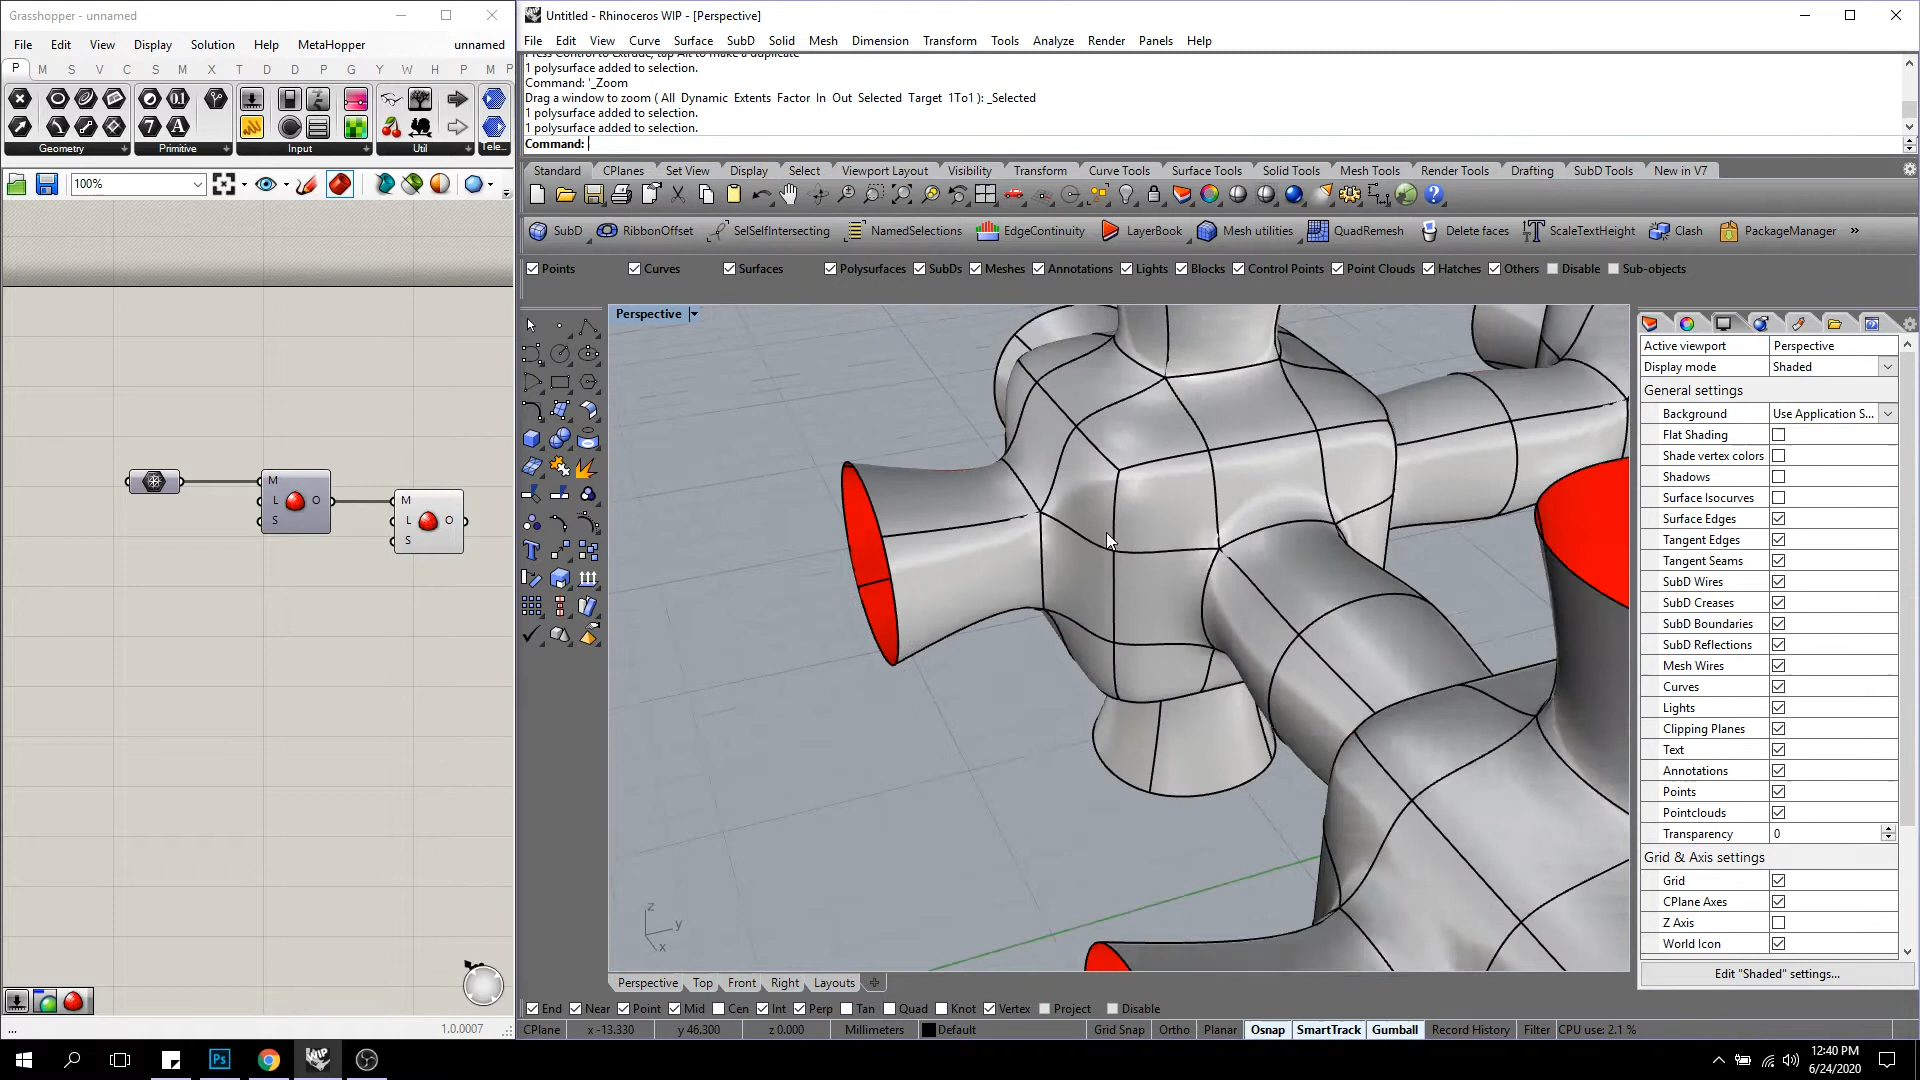 Grasshopper - unnamed
File Edit View Display Solution Help MetaHopper unnamed
P M S V C S M X T D D P G Y W H P M P
Geometry Primitive Input Util Tele...
100%
M
L O
S
M
L O
S
...
1.0.0007
Untitled - Rhinoceros WIP - [Perspective]
File Edit View Curve Surface SubD Solid Mesh Dimension Transform Tools Analyze Render Panels Help
Press Control to Extrude, tap Alt to make a duplicate
1 polysurface added to selection.
Command: '_Zoom
Drag a window to zoom ( All Dynamic Extents Factor In Out Selected Target 1To1 ): _Selected
1 polysurface added to selection.
1 polysurface added to selection.
Command:
Standard CPlanes Set View Display Select Viewport Layout Visibility Transform Curve Tools Surface Tools Solid Tools Mesh Tools Render Tools Drafting SubD Tools New in V7
SubD RibbonOffset SelSelfIntersecting NamedSelections EdgeContinuity LayerBook Mesh utilities QuadRemesh Delete faces ScaleTextHeight Clash PackageManager »
Points Curves Surfaces Polysurfaces SubDs Meshes Annotations Lights Blocks Control Points Point Clouds Hatches Others Disable Sub-objects
Perspective
z
y
x
Active viewport Perspective
Display mode Shaded
General settings
Background Use Application S...
Flat Shading
Shade vertex colors
Shadows
Surface Isocurves
Surface Edges
Tangent Edges
Tangent Seams
SubD Wires
SubD Creases
SubD Boundaries
SubD Reflections
Mesh Wires
Curves
Lights
Clipping Planes
Text
Annotations
Points
Pointclouds
Transparency 0
Grid & Axis settings
Grid
CPlane Axes
Z Axis
World Icon
Edit "Shaded" settings...
Perspective Top Front Right Layouts
End Near Point Mid Cen Int Perp Tan Quad Knot Vertex Project Disable
CPlane x -13.330 y 46.300 z 0.000 Millimeters Default Grid Snap Ortho Planar Osnap SmartTrack Gumball Record History Filter CPU use: 2.1 %
Ps WIP
12:40 PM
6/24/2020